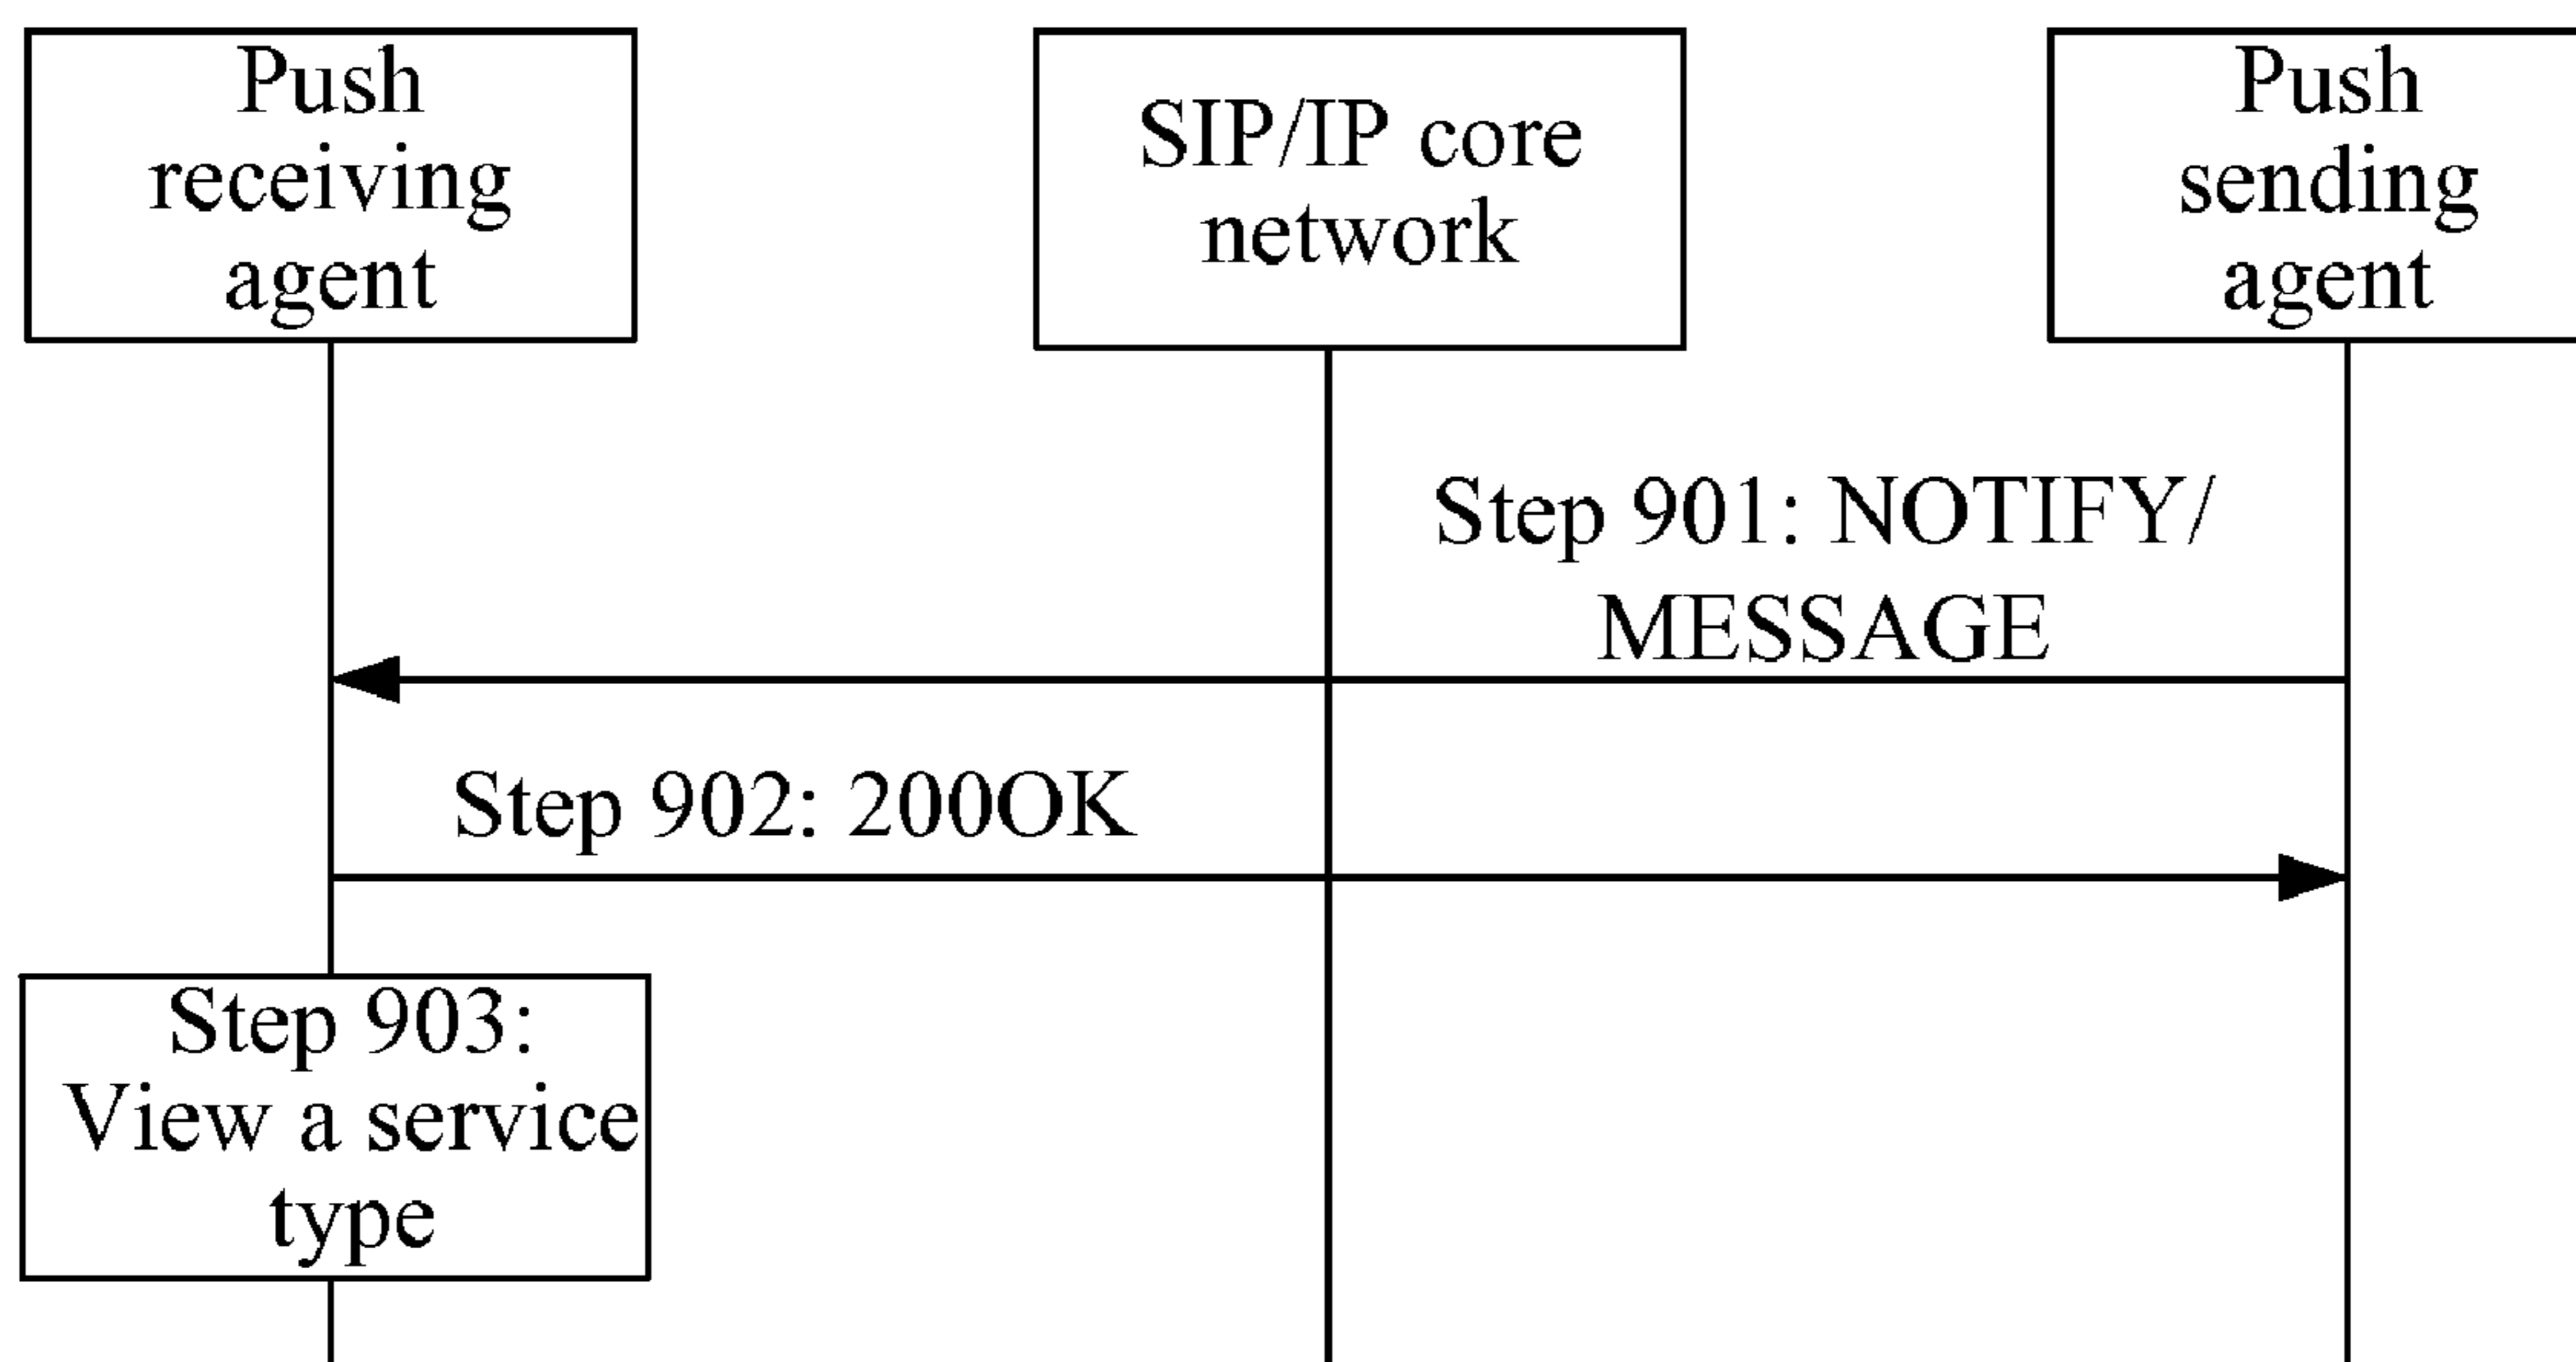 Push
receiving
agent
SIP/IP core
network
Push
sending
agent
Step 901: NOTIFY/
MESSAGE
Step 902: 200OK
Step 903:
View a service
type